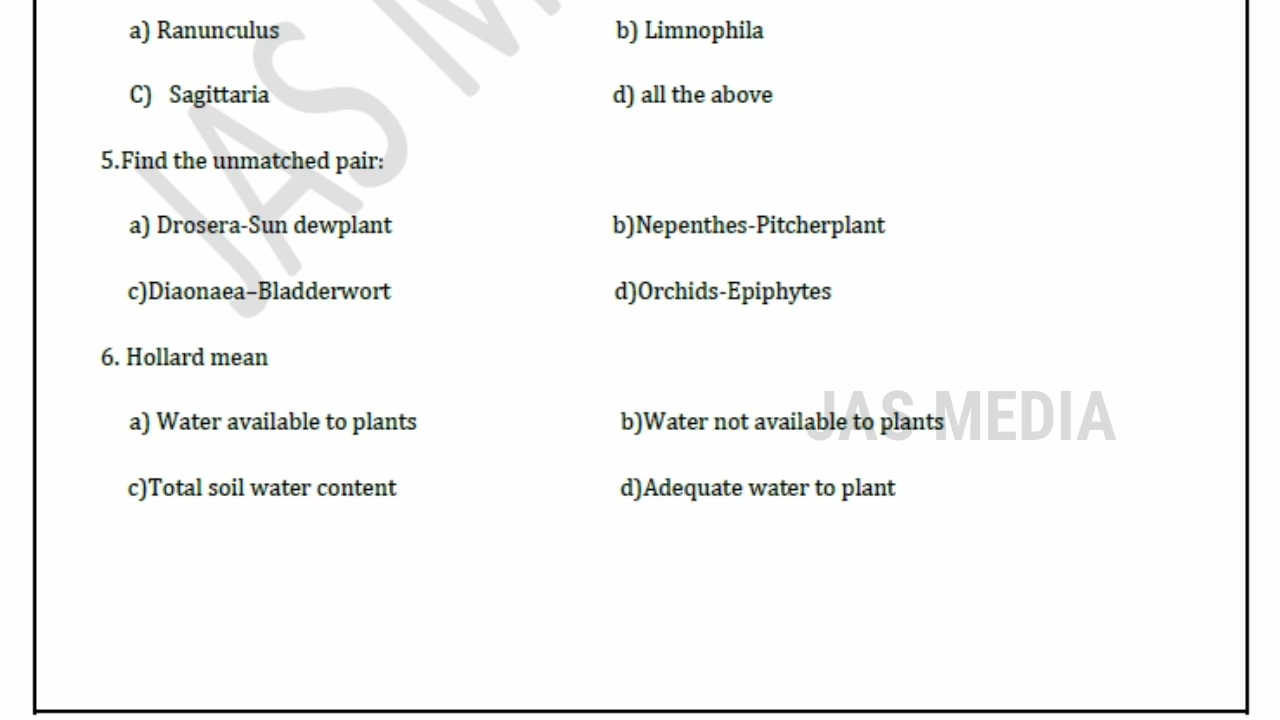 a) Ranunculus b) Limnophila
C) Sagittaria d) all the above
5.Find the unmatched pair:
a) Drosera-Sun dewplant b)Nepenthes-Pitcherplant
c)Diaonaea–Bladderwort d)Orchids-Epiphytes
6. Hollard mean
a) Water available to plants b)Water not available to plants
c)Total soil water content d)Adequate water to plant
JAS M
JAS MEDIA